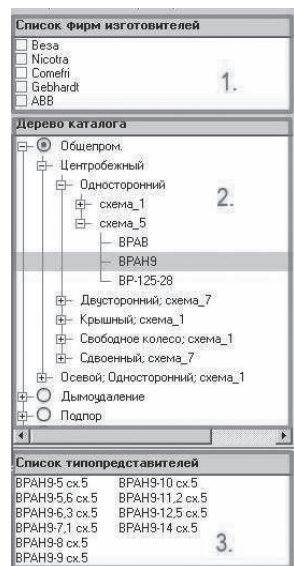 Список фирм изготовителей
Веза
Nicotra
Comefri
Gebhardt
ABB
1.
Дерево каталога
Общепром.
Центробежный
2.
Односторонний
схема_1
схема_5
ВРАВ
ВРАН9
ВР-125-28
Двусторонний; схема_7
Крышный; схема_1
Свободное колесо; схема_1
Сдвоенный; схема_7
Осевой; Односторонний; схема_1
Дымоудаление
Подпор
Список типопредставителей
ВРАН9-5 сх.5 ВРАН9-10 сх.5
ВРАН9-5,6 сх.5 ВРАН9-11,2 сх.5
ВРАН9-6,3 сх.5 ВРАН9-12,5 сх.5
ВРАН9-7,1 сх.5 ВРАН9-14 сх.5
ВРАН9-8 сх.5
3.
ВРАН9-9 сх.5